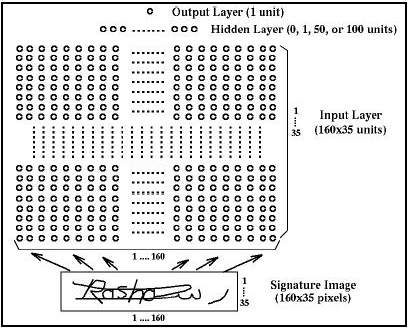 Output Layer (1 unit)
Hidden Layer (0, 1, 50, or 100 units)
1
35
Input Layer
(160x35 units)
1 .... 160
Signature Image
(160x35 pixels)
1
35
1 .... 160